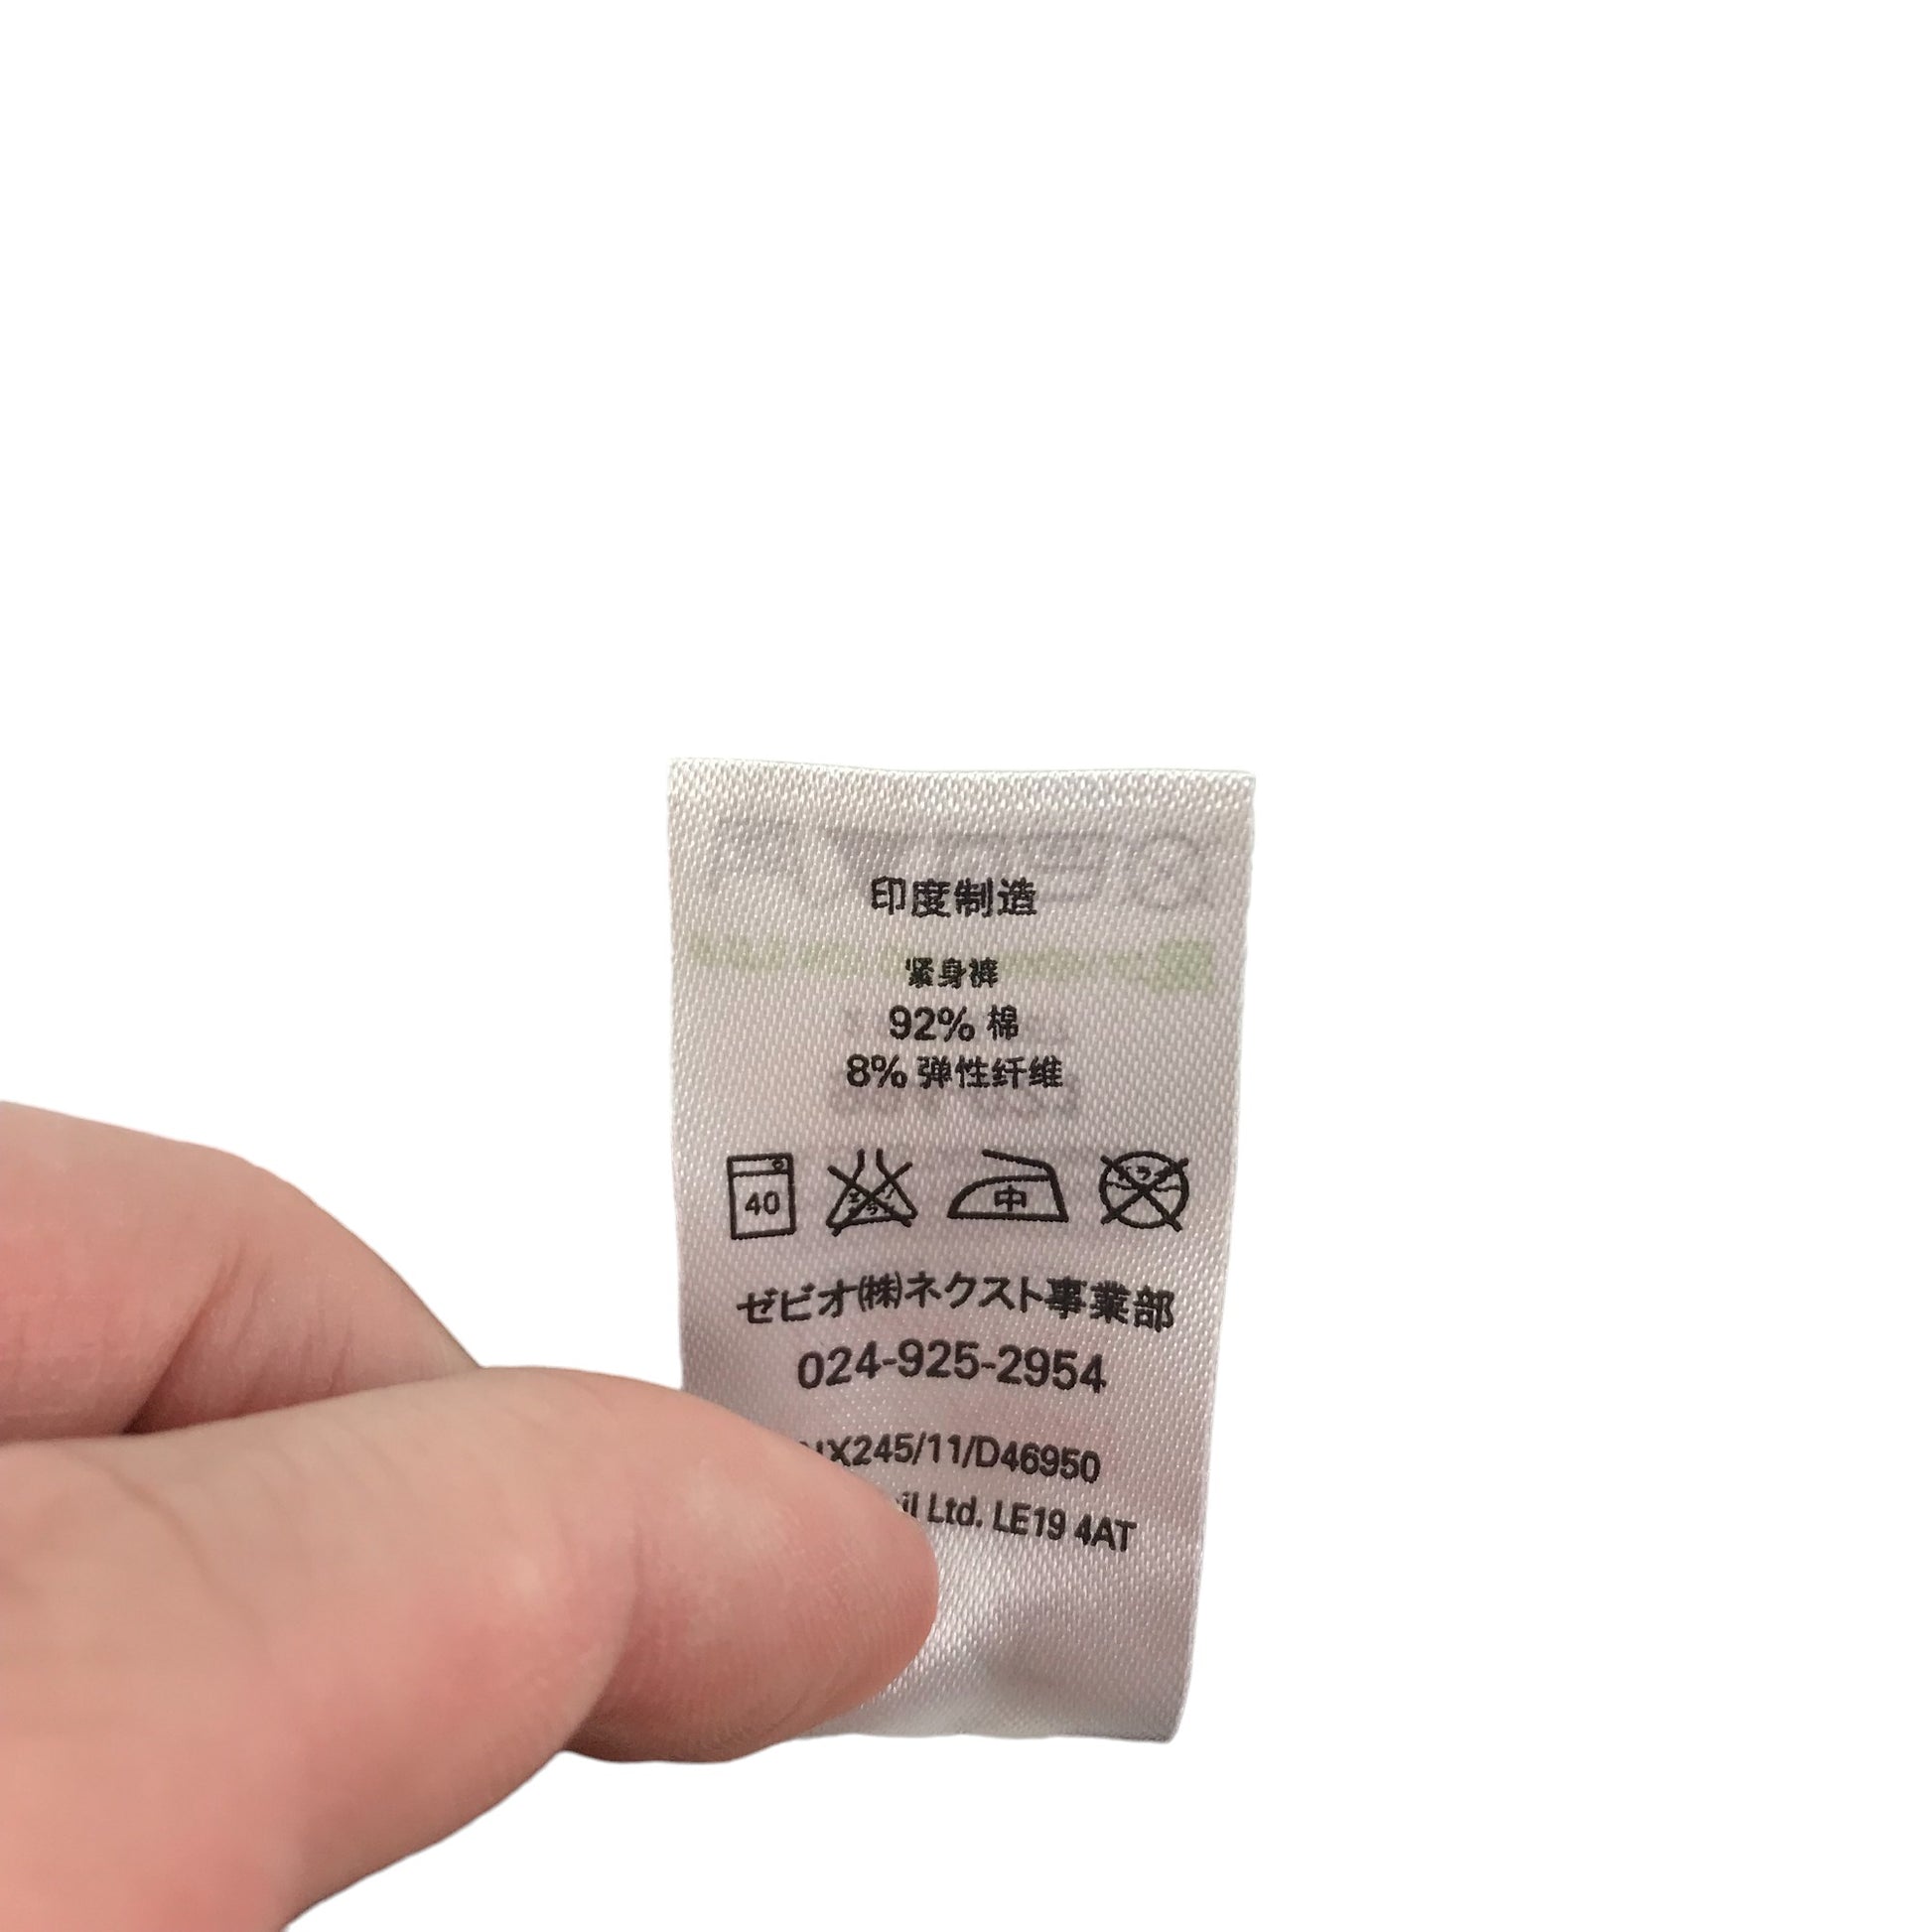 印度制造
紧身裤
92% 棉
8% 弹性纤维
40 中
ゼビオ㈱ネクスト事業部
024-925-2954
NX245/11/D46950
Ltd. LE19 4AT